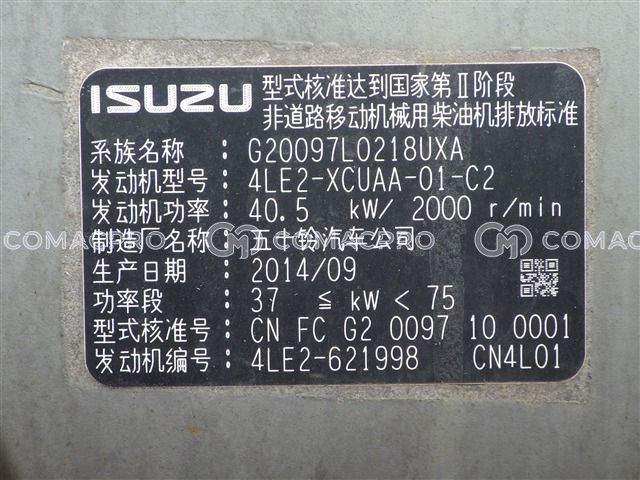 ISUZU 型式核准达到国家第Ⅱ阶段
非道路移动机械用柴油机排放标准
系族名称：G20097L0218UXA
发动机型号：4LE2-XCUAA-01-C2
发动机功率：40.5 kW/ 2000 r/min
制造厂名称：五十铃汽车公司
生产日期：2014/09
功率段：37 ≦ kW < 75
型式核准号：CN FC G2 0097 10 0001
发动机编号：4LE2-621998 CN4L01
COMACPRO
COMACPRO